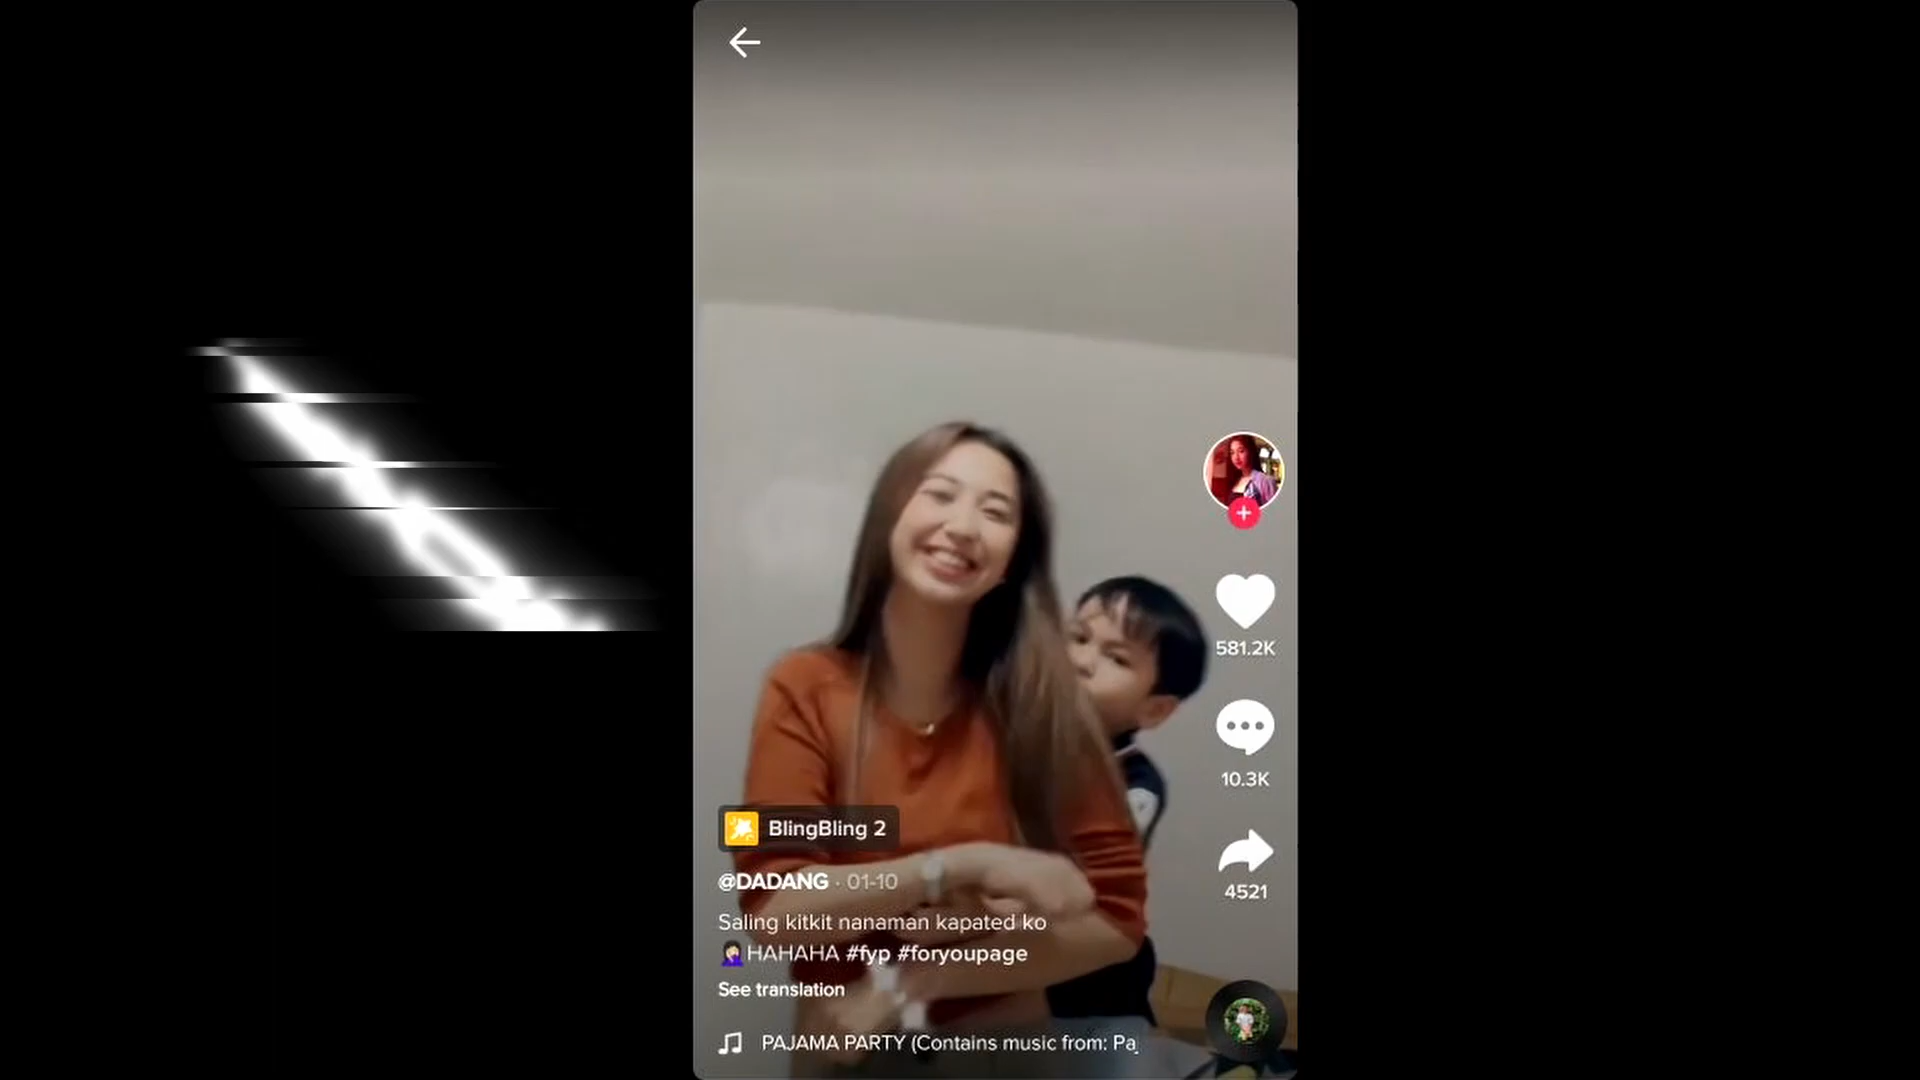 581.2K
10.3K
4521
BlingBling 2
@DADANG · 01-10
Saling kitkit nanaman kapated ko
🤦🏻‍♀️HAHAHA #fyp #foryoupage
See translation
PAJAMA PARTY (Contains music from: Pa